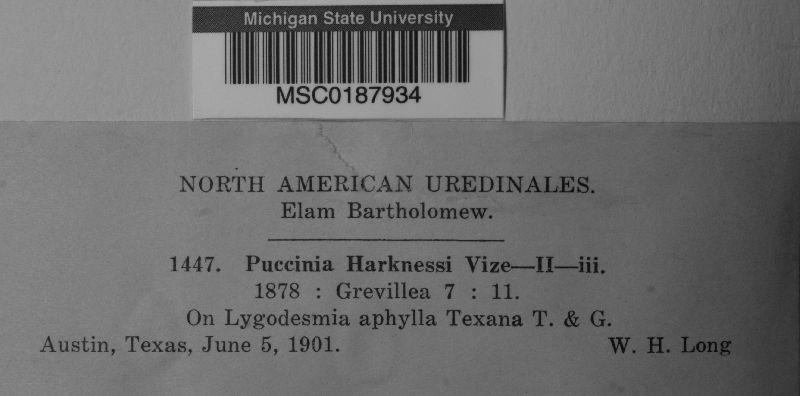 Michigan State University
MSC0187934
NORTH AMERICAN UREDINALES.
Elam Bartholomew.
1447. Puccinia Harknessi Vize—II—iii.
1878 : Grevillea 7 : 11.
On Lygodesmia aphylla Texana T. & G.
Austin, Texas, June 5, 1901. W. H. Long